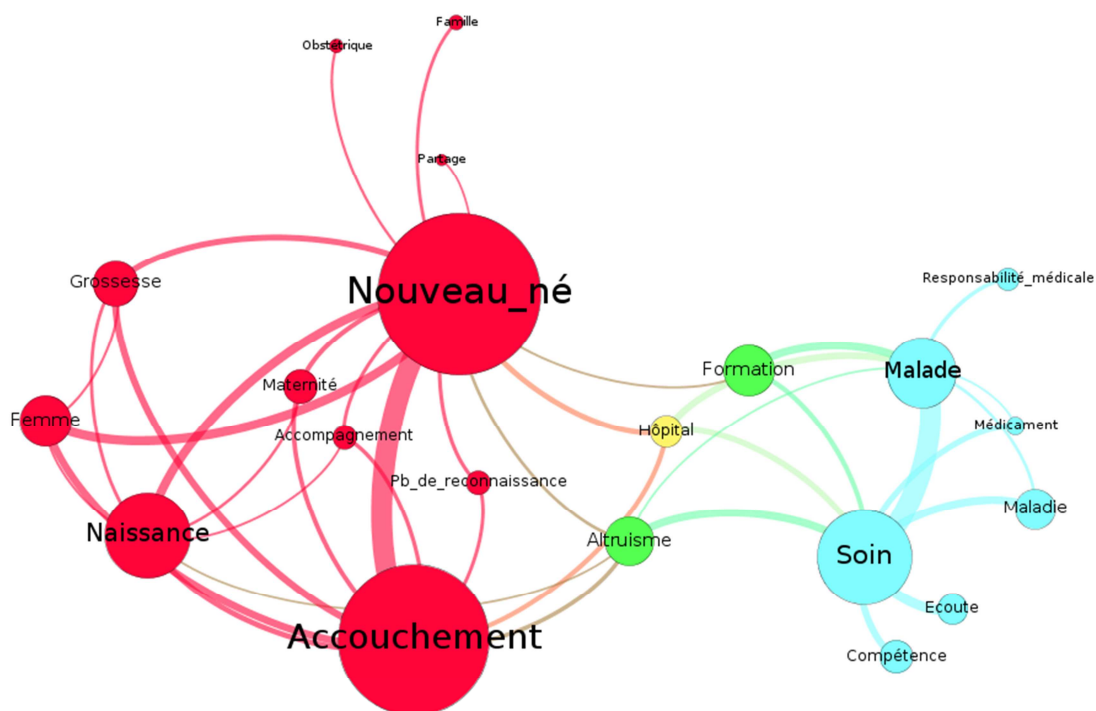 Famille
Obstétrique
Partage
Grossesse
Nouveau_né
Responsabilité_médicale
Formation
Malade
Maternité
Femme
Accompagnement
Hôpital
Médicament
Pb_de_reconnaissance
Maladie
Naissance
Altruisme
Soin
Ecoute
Accouchement
Compétence